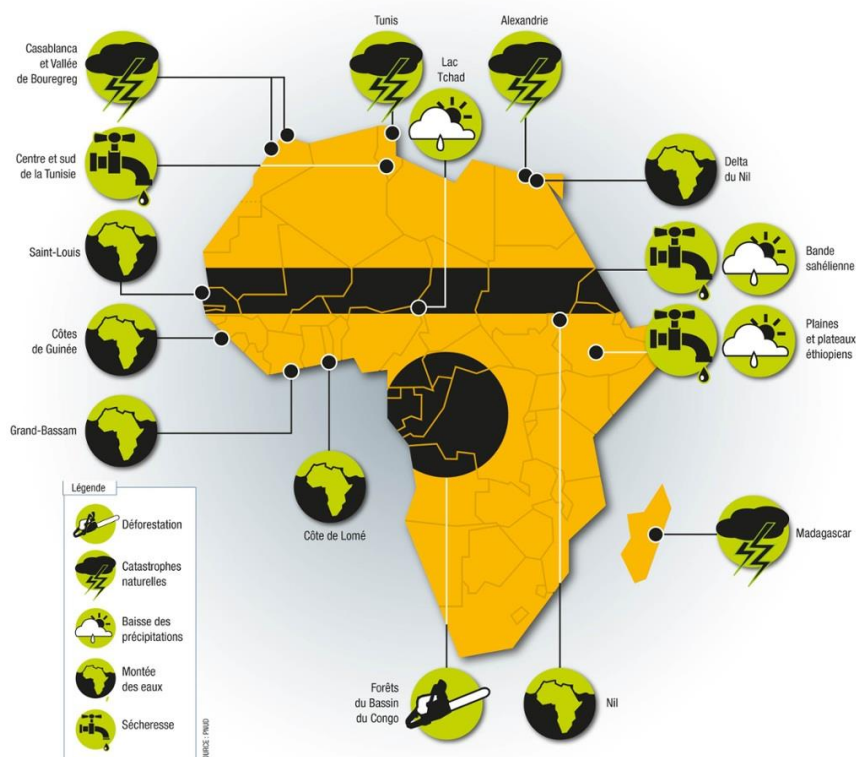 Casablanca
et Vallée
de Bouregreg
Tunis
Lac
Tchad
Alexandrie
Centre et sud
de la Tunisie
Delta
du Nil
Saint-Louis
Bande
sahélienne
Côtes
de Guinée
Plaines
et plateaux
éthiopiens
Grand-Bassam
Côte de Lomé
Madagascar
Forêts
du Bassin
du Congo
Nil
Légende
Déforestation
Catastrophes
naturelles
Baisse des
précipitations
Montée
des eaux
Sécheresse
OURCE : PNUD